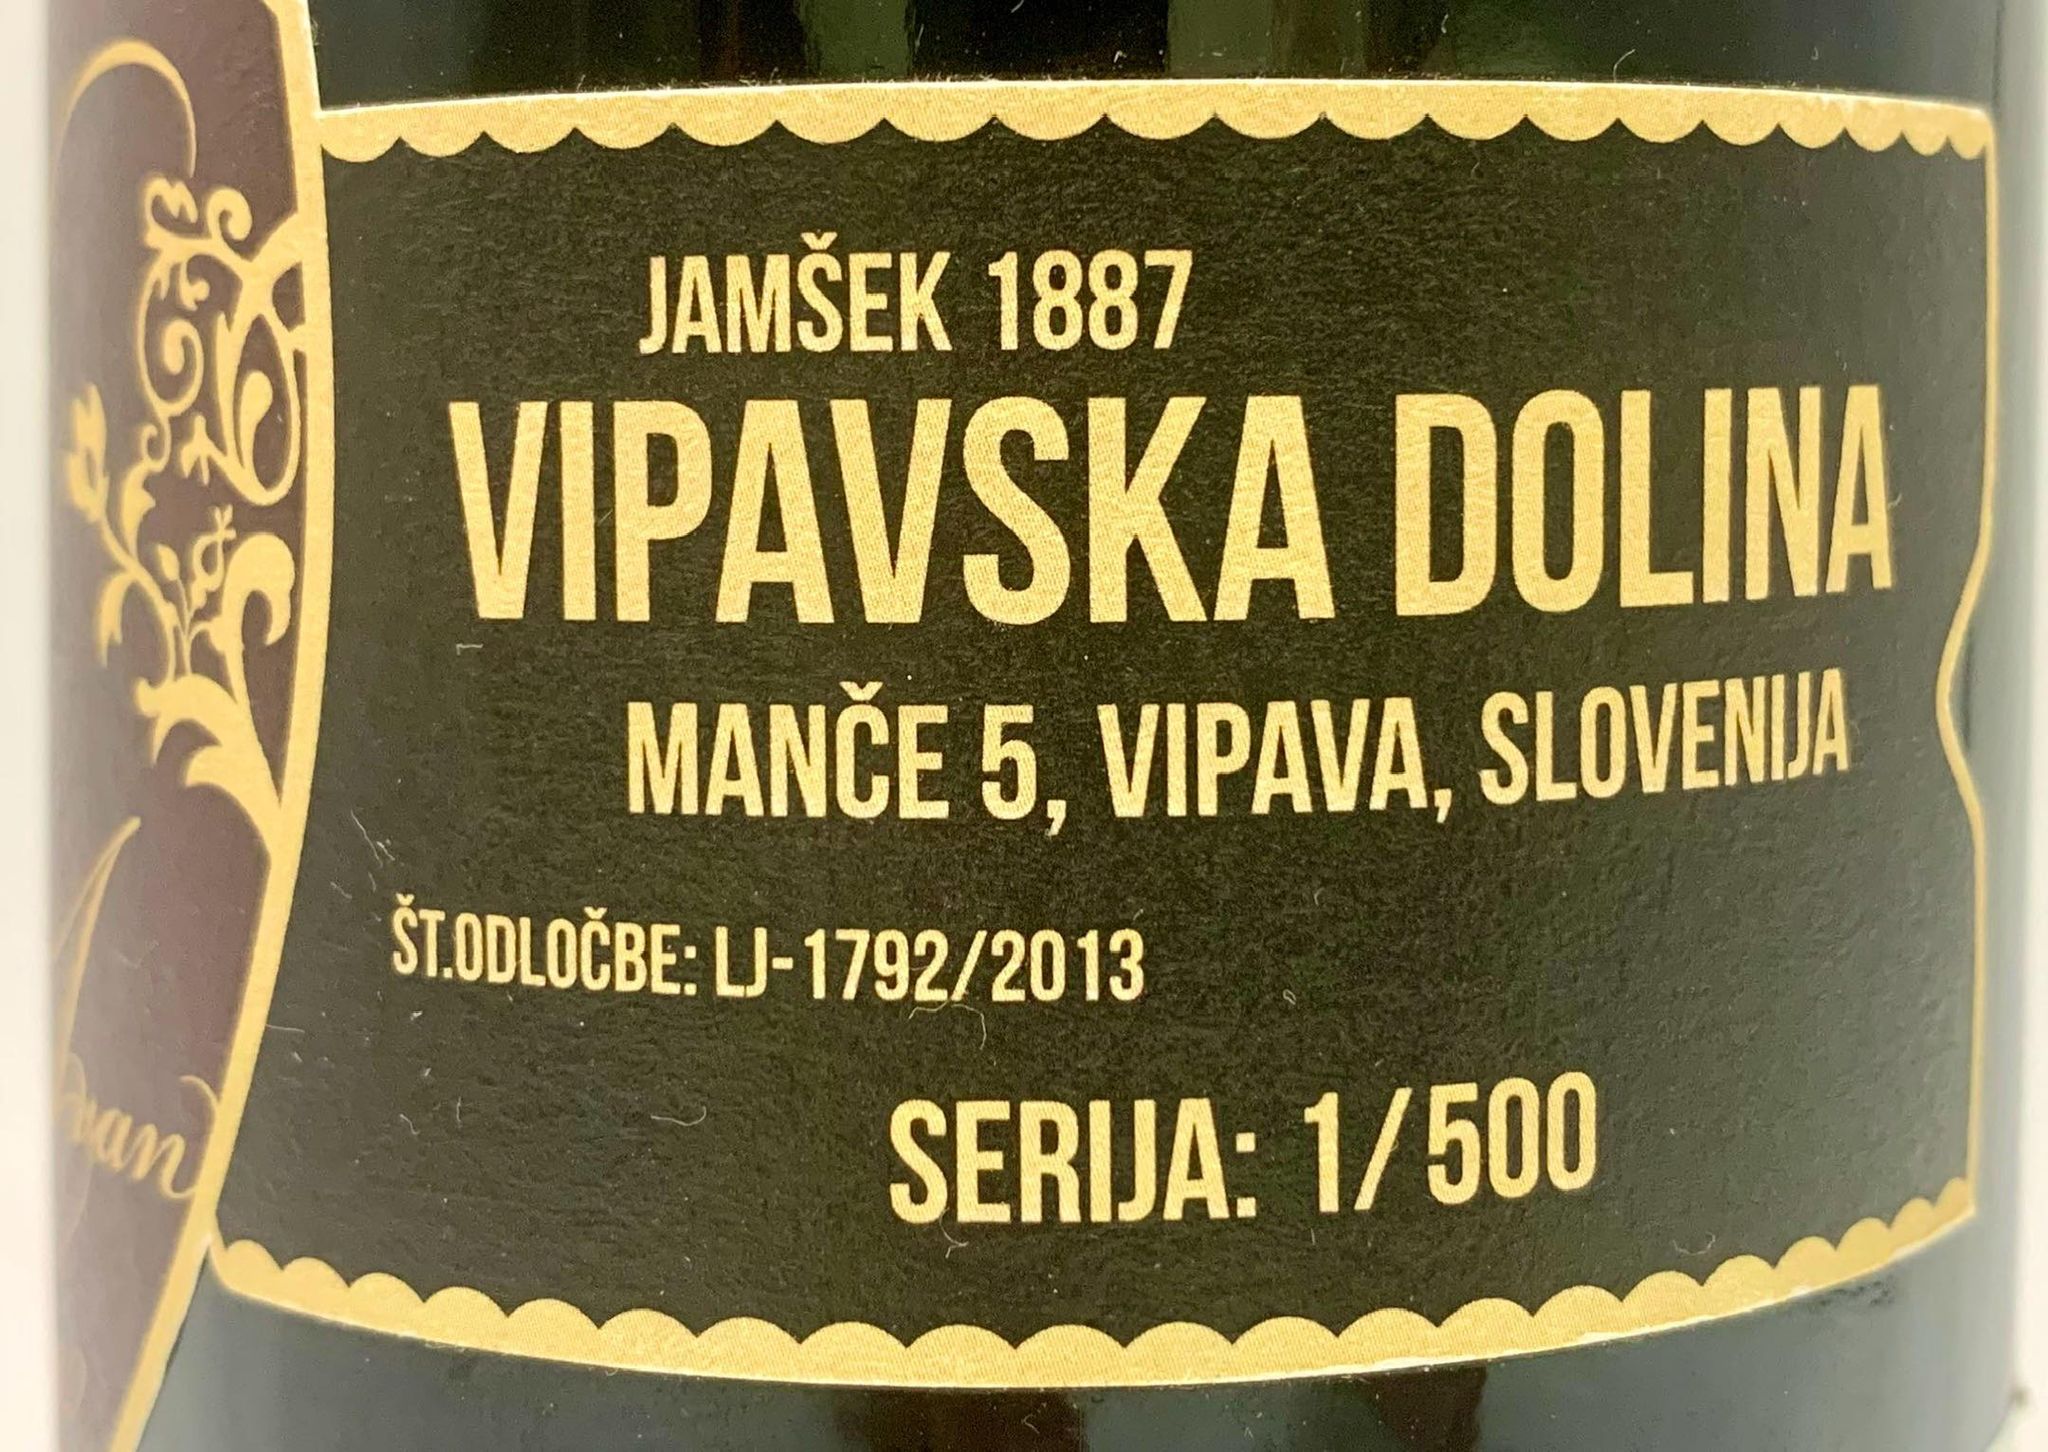 JAMŠEK 1887
VIPAVSKA DOLINA
MANČE 5, VIPAVA, SLOVENIJA
ŠT.ODLOČBE: LJ-1792/2013
SERIJA: 1/500